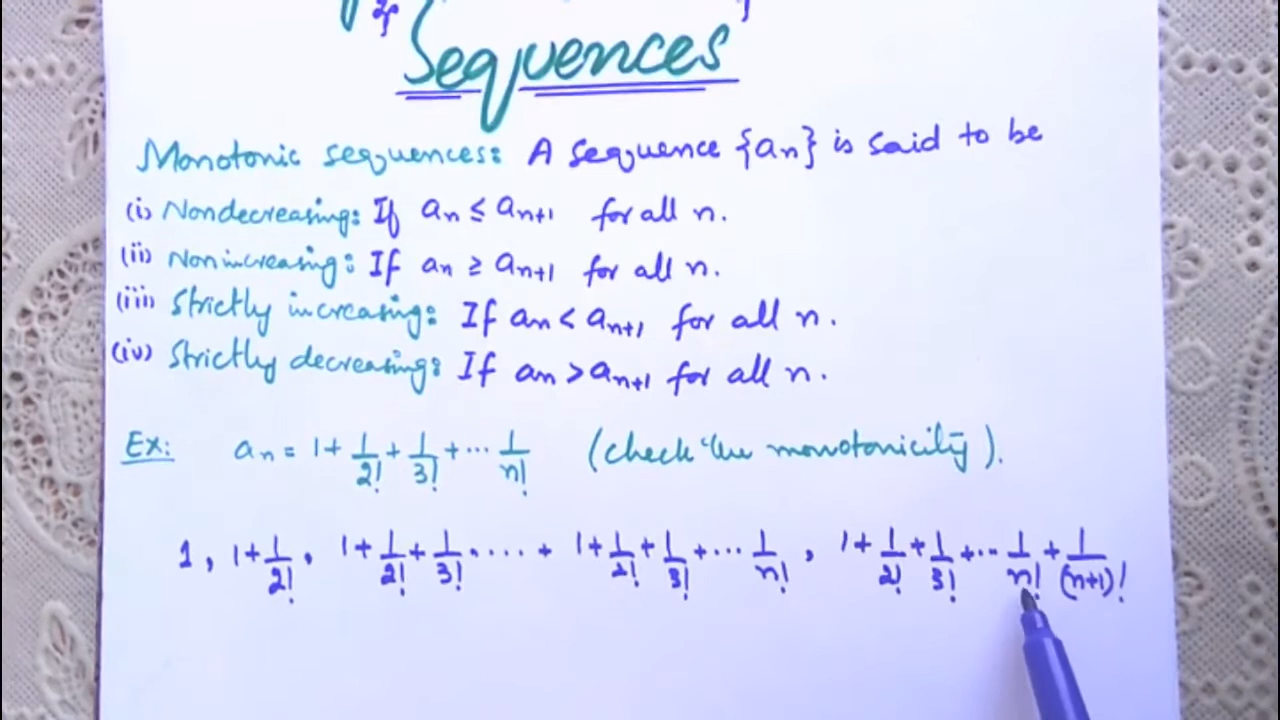 Sequences
Monotonic sequences: A sequence {aₙ} is said to be
(i) Nondecreasing: If aₙ ≤ aₙ₊₁ for all n.
(ii) Nonincreasing: If aₙ ≥ aₙ₊₁ for all n.
(iii) Strictly increasing: If aₙ < aₙ₊₁ for all n.
(iv) Strictly decreasing: If aₙ > aₙ₊₁ for all n.
Ex: aₙ = 1 + 1/2! + 1/3! + ... 1/n! (check the monotonicity).
1, 1 + 1/2!, 1 + 1/2! + 1/3! ..... + 1 + 1/2! + 1/3! + ... 1/n!, 1 + 1/2! + 1/3! + ... 1/n! + 1/(n+1)!